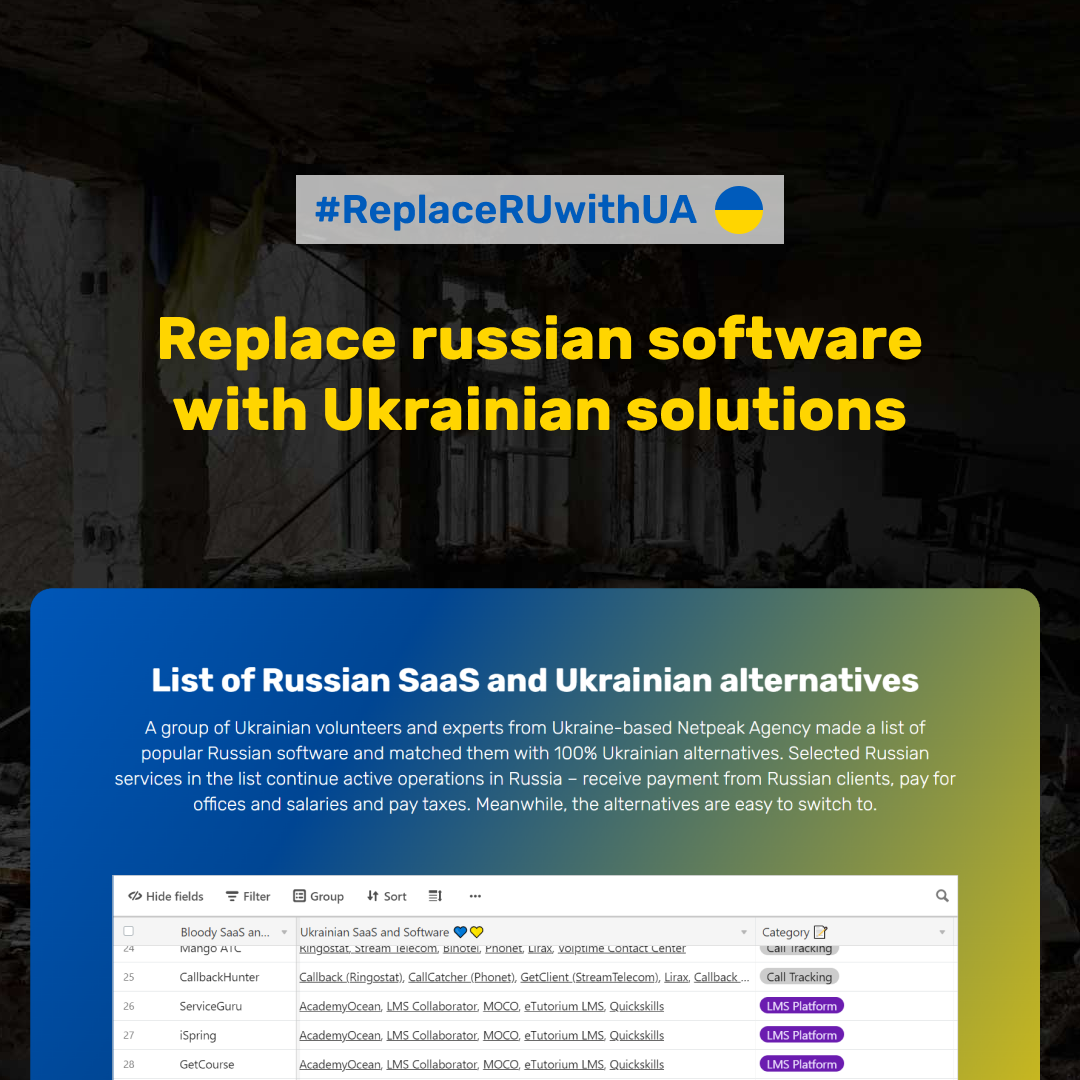 #ReplaceRUwithUA
Replace russian software
with Ukrainian solutions
List of Russian SaaS and Ukrainian alternatives
A group of Ukrainian volunteers and experts from Ukraine-based Netpeak Agency made a list of
popular Russian software and matched them with 100% Ukrainian alternatives. Selected Russian
services in the list continue active operations in Russia – receive payment from Russian clients, pay for
offices and salaries and pay taxes. Meanwhile, the alternatives are easy to switch to.
Hide fields Filter Group Sort ...
Bloody SaaS an... Ukrainian SaaS and Software 💙💛 Category 📝
24 Mango ATC Ringostat, Stream Telecom, Binotel, Phonet, Lirax, Voiptime Contact Center Call Tracking
25 CallbackHunter Callback (Ringostat), CallCatcher (Phonet), GetClient (StreamTelecom), Lirax, Callback ... Call Tracking
26 ServiceGuru AcademyOcean, LMS Collaborator, MOCO, eTutorium LMS, Quickskills LMS Platform
27 iSpring AcademyOcean, LMS Collaborator, MOCO, eTutorium LMS, Quickskills LMS Platform
28 GetCourse AcademyOcean, LMS Collaborator, MOCO, eTutorium LMS, Quickskills LMS Platform